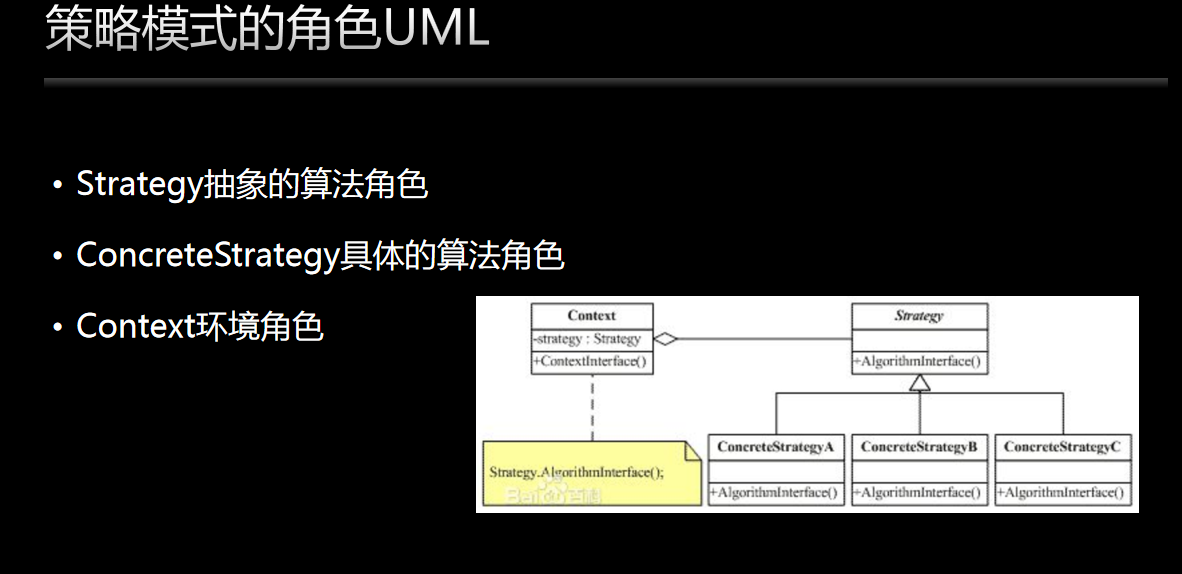 策略模式的角色UML
• Strategy抽象的算法角色
• ConcreteStrategy具体的算法角色
• Context环境角色
Context
-strategy : Strategy
+ContextInterface()
Strategy
+AlgorithmInterface()
Strategy.AlgorithmInterface();
Baidu百科
ConcreteStrategyA
+AlgorithmInterface()
ConcreteStrategyB
+AlgorithmInterface()
ConcreteStrategyC
+AlgorithmInterface()